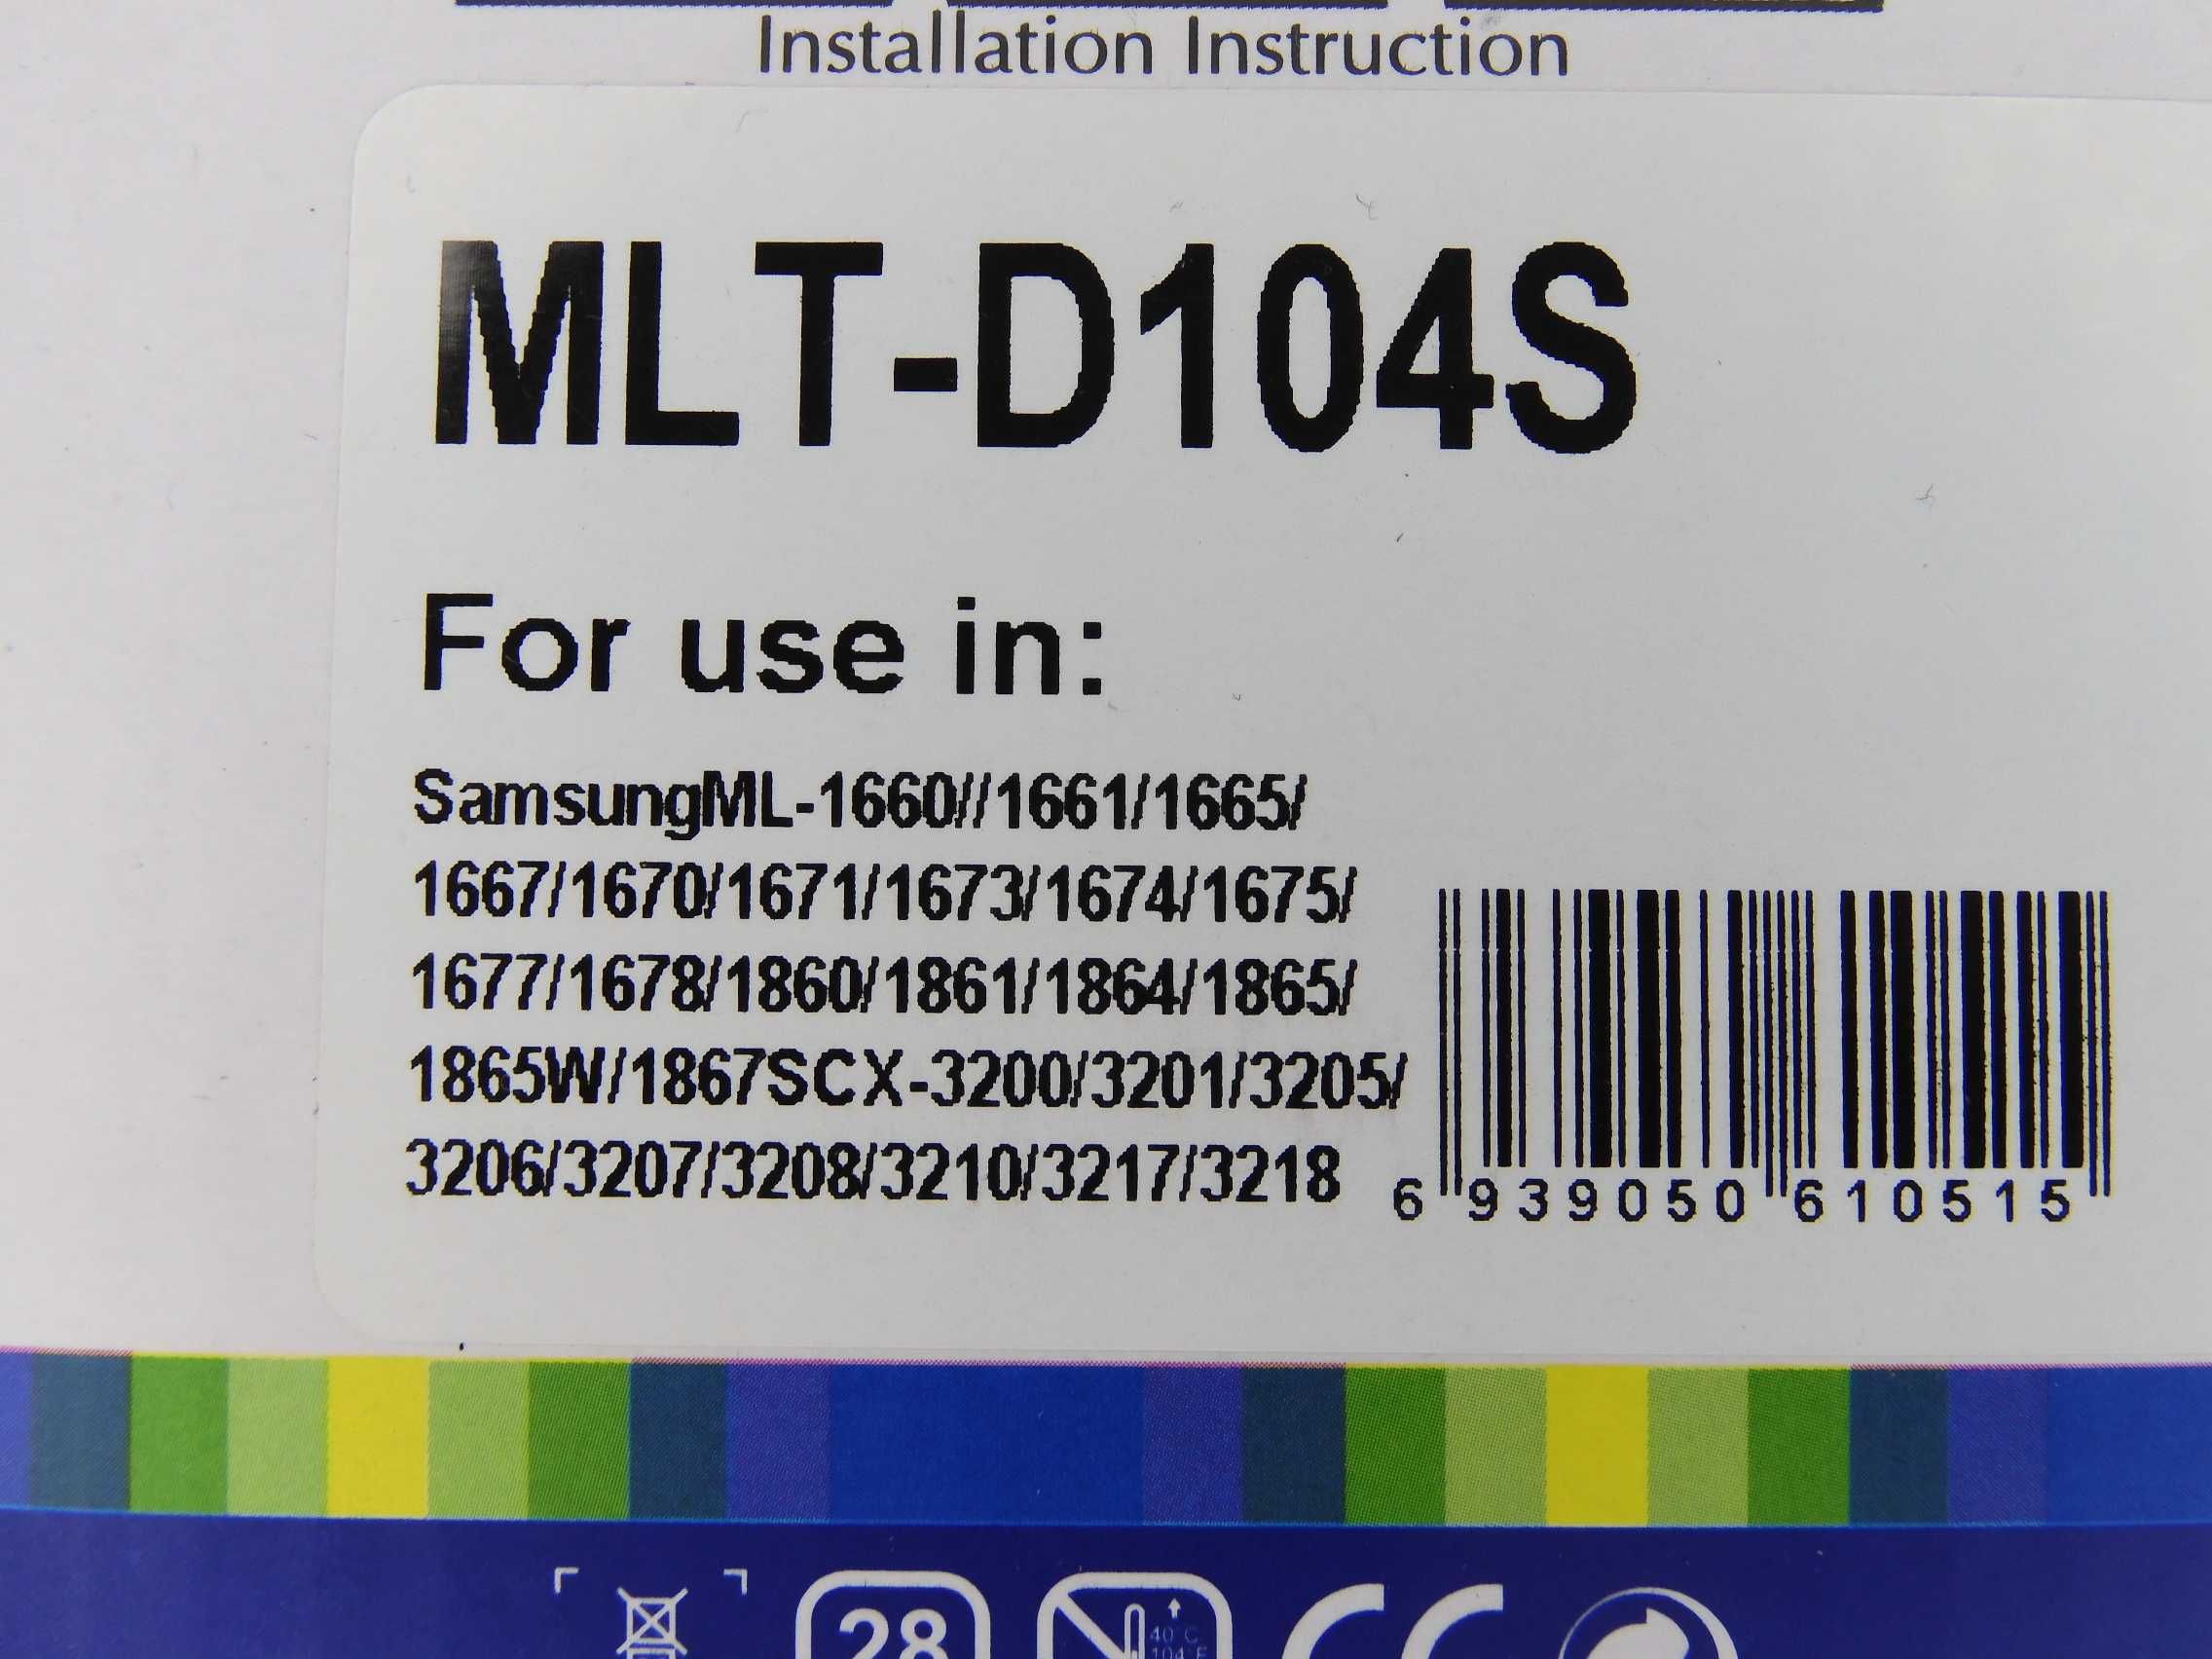 Installation Instruction
MLT-D104S
For use in:
SamsungML-1660//1661/1665/
1667/1670/1671/1673/1674/1675/
1677/1678/1860/1861/1864/1865/
1865W/1867SCX-3200/3201/3205/
3206/3207/3208/3210/3217/3218
6 939050 610515
28
40°C
104°F